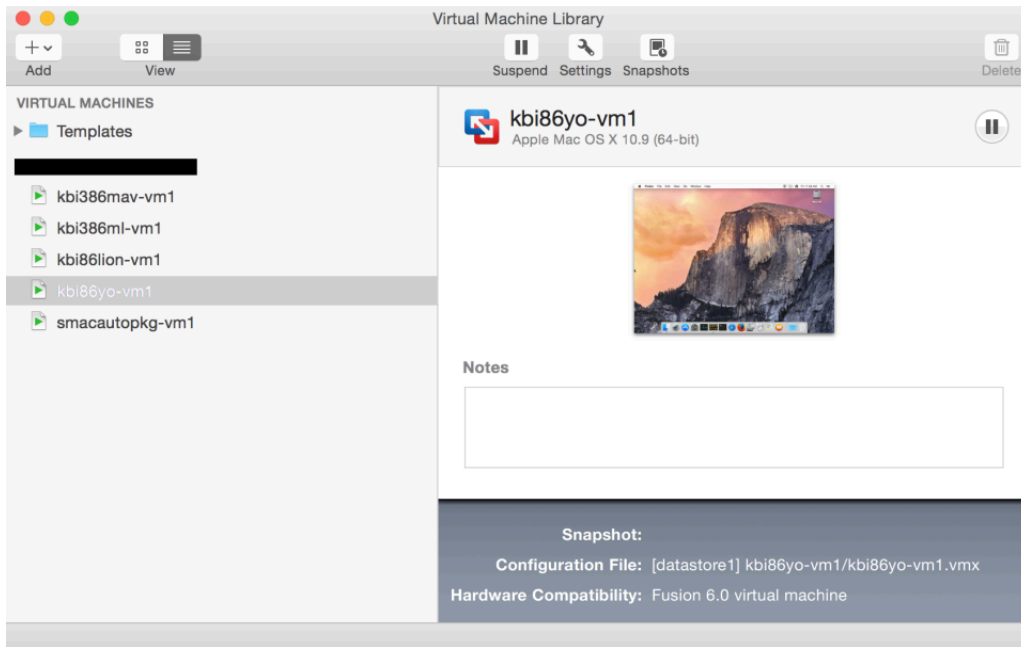 Virtual Machine Library
Add
View
Suspend
Settings
Snapshots
Delete
VIRTUAL MACHINES
Templates
kbi386mav-vm1
kbi386ml-vm1
kbi86lion-vm1
kbi86yo-vm1
smacautopkg-vm1
kbi86yo-vm1
Apple Mac OS X 10.9 (64-bit)
Notes
Snapshot:
Configuration File: [datastore1] kbi86yo-vm1/kbi86yo-vm1.vmx
Hardware Compatibility: Fusion 6.0 virtual machine